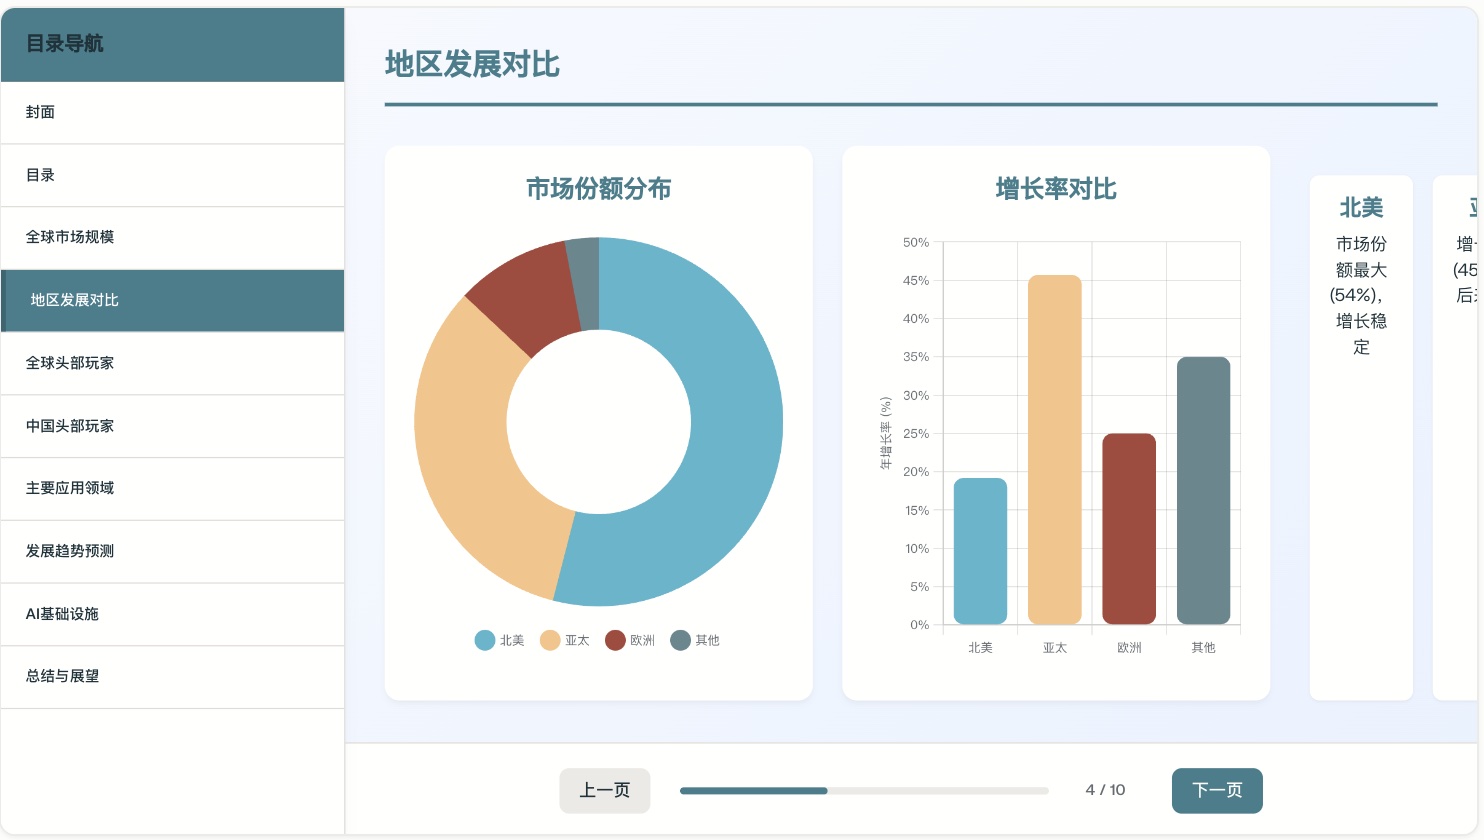 目录导航
封面
目录
全球市场规模
地区发展对比
全球头部玩家
中国头部玩家
主要应用领域
发展趋势预测
AI基础设施
总结与展望
地区发展对比
市场份额分布
北美
亚太
欧洲
其他
增长率对比
年增长率 (%)
50%
45%
40%
35%
30%
25%
20%
15%
10%
5%
0%
北美
亚太
欧洲
其他
北美
市场份
额最大
(54%),
增长稳
定
增
(45
后
上一页
4 / 10
下一页